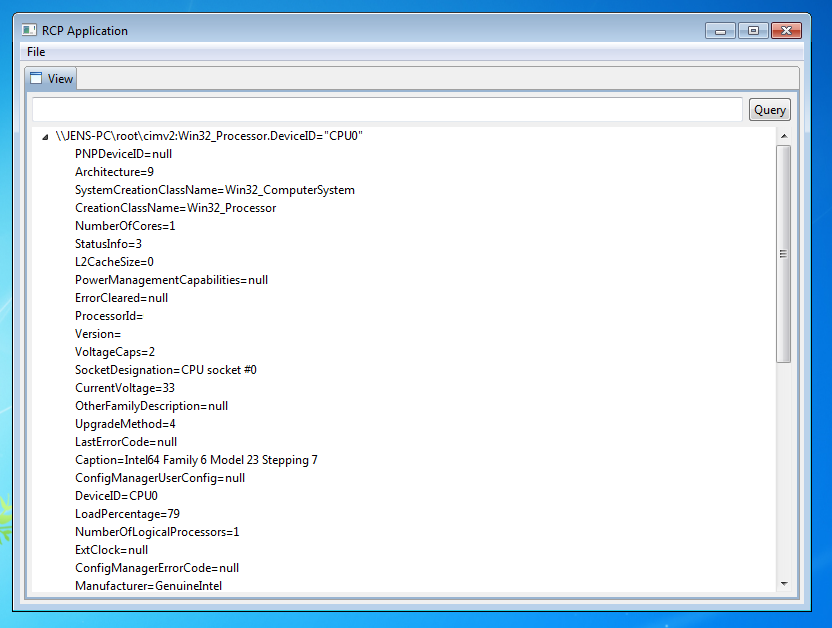 RCP Application
File
View
Query
\\JENS-PC\root\cimv2:Win32_Processor.DeviceID="CPU0"
PNPDeviceID=null
Architecture=9
SystemCreationClassName=Win32_ComputerSystem
CreationClassName=Win32_Processor
NumberOfCores=1
StatusInfo=3
L2CacheSize=0
PowerManagementCapabilities=null
ErrorCleared=null
ProcessorId=
Version=
VoltageCaps=2
SocketDesignation=CPU socket #0
CurrentVoltage=33
OtherFamilyDescription=null
UpgradeMethod=4
LastErrorCode=null
Caption=Intel64 Family 6 Model 23 Stepping 7
ConfigManagerUserConfig=null
DeviceID=CPU0
LoadPercentage=79
NumberOfLogicalProcessors=1
ExtClock=null
ConfigManagerErrorCode=null
Manufacturer=GenuineIntel